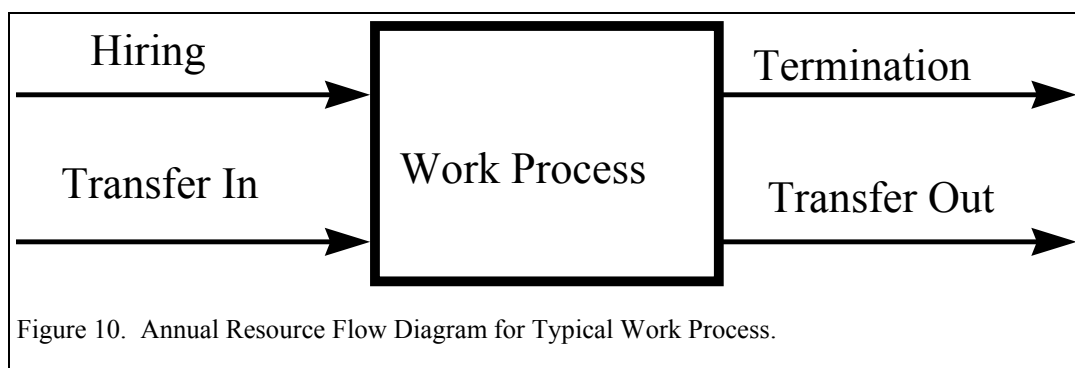 Hiring
Termination
Work Process
Transfer In
Transfer Out
Figure 10.  Annual Resource Flow Diagram for Typical Work Process.